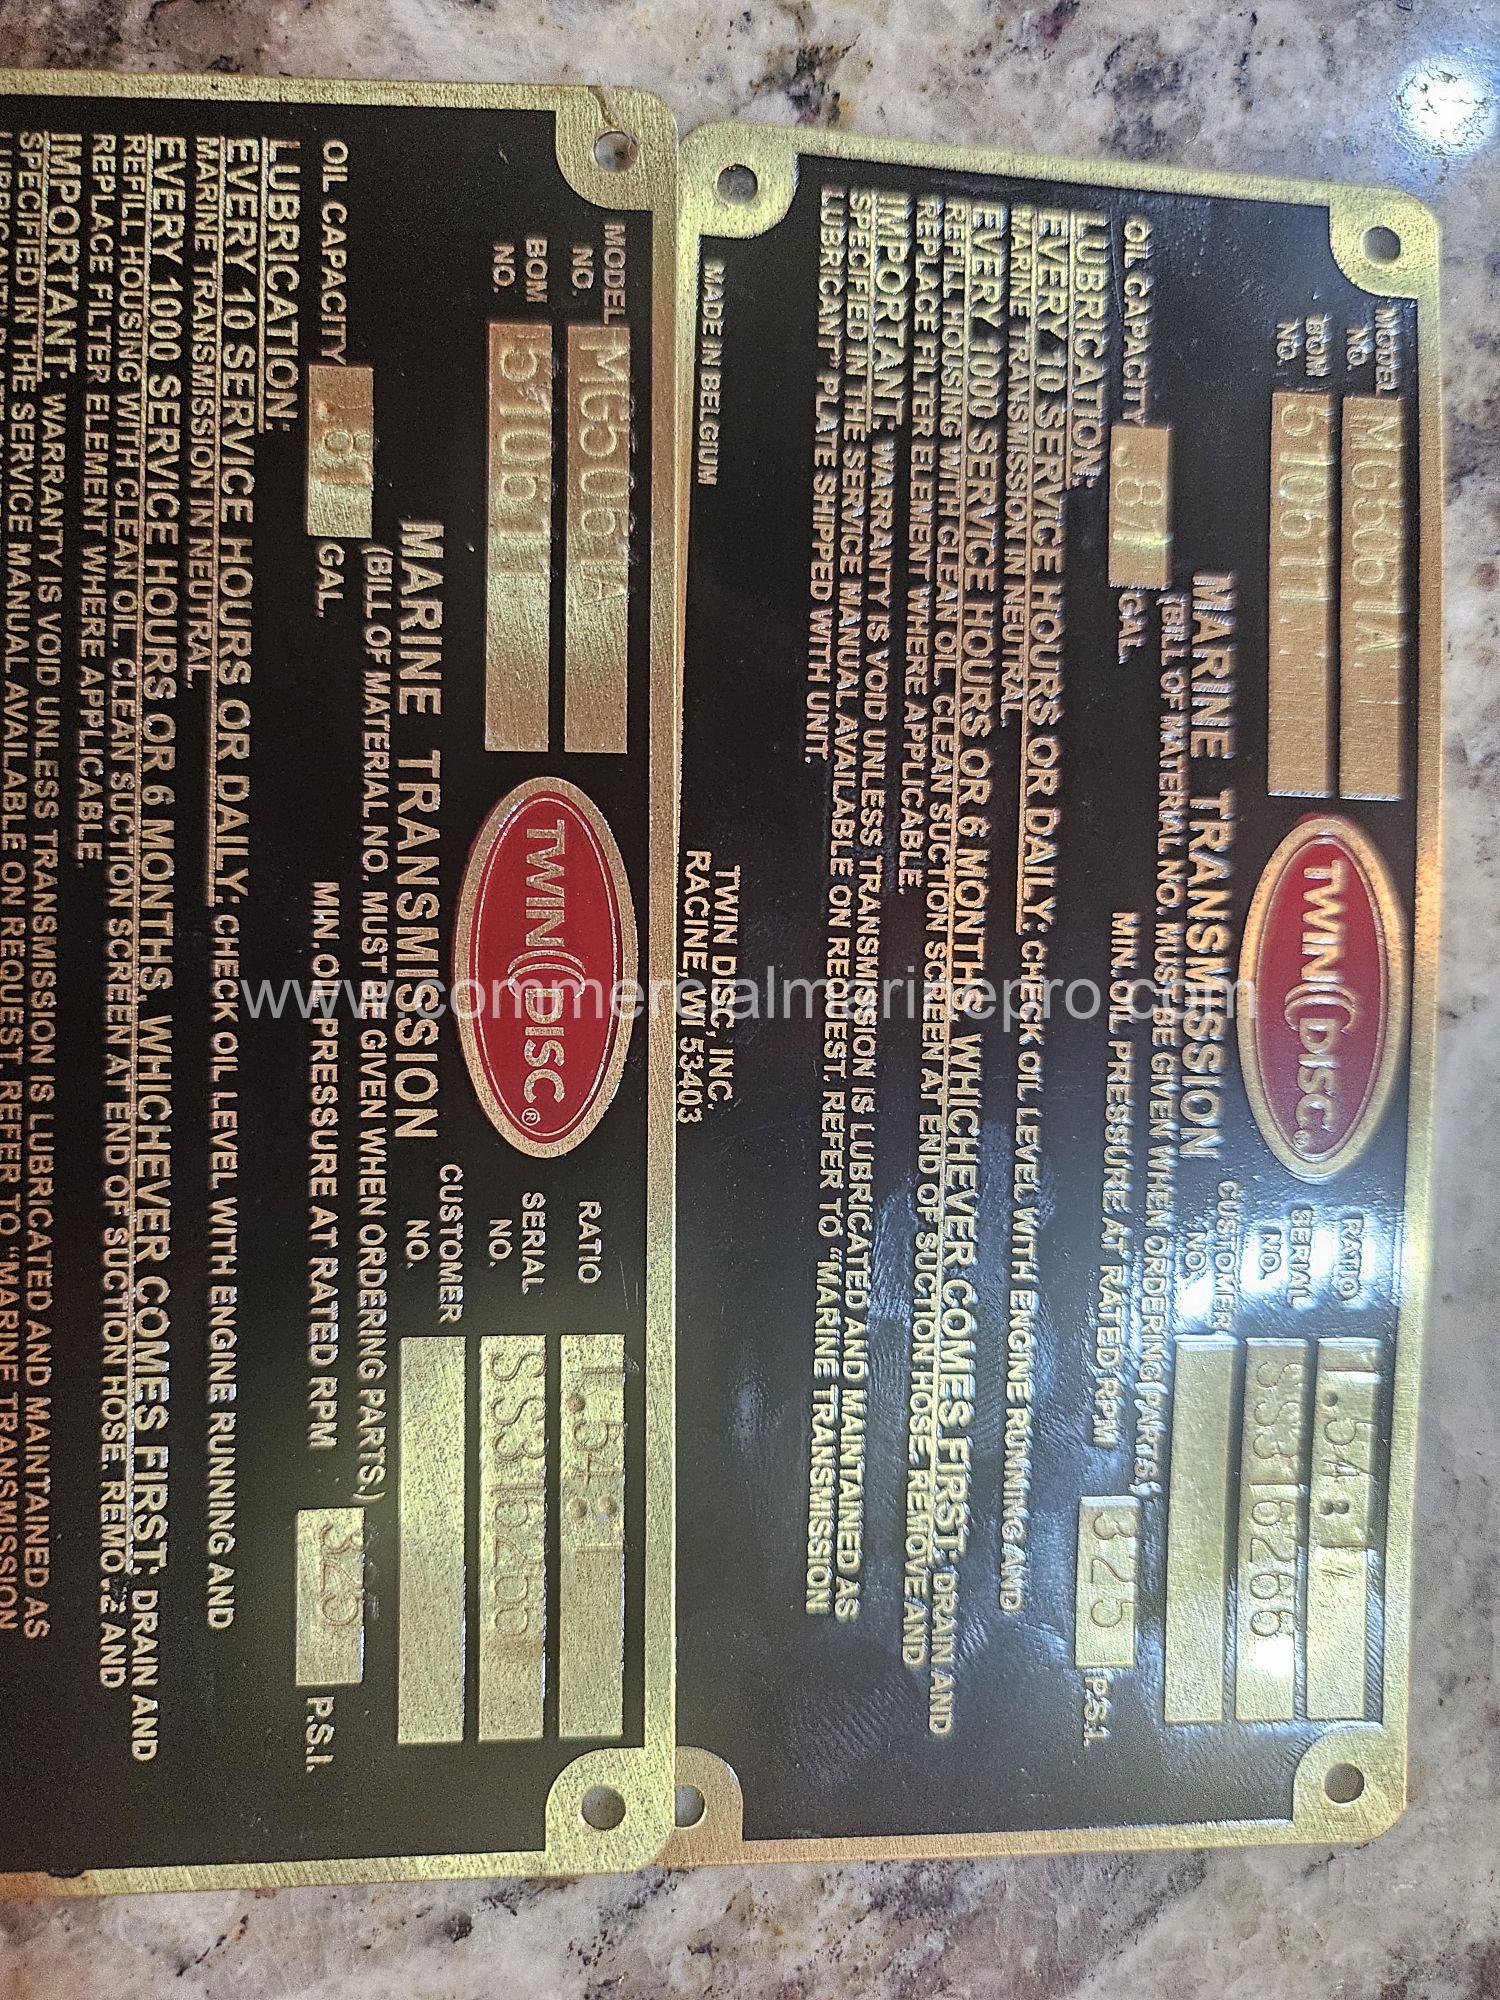 MODEL NO. MG5061A
BOM NO.
TWIN DISC®
RATIO 1.54:1
SERIAL NO. SS316266
CUSTOMER NO.
MARINE TRANSMISSION
(BILL OF MATERIAL NO. MUST BE GIVEN WHEN ORDERING PARTS.)
OIL CAPACITY .87 GAL. MIN. OIL PRESSURE AT RATED RPM 325 P.S.I.
LUBRICATION:
EVERY 10 SERVICE HOURS OR DAILY: CHECK OIL LEVEL WITH ENGINE RUNNING AND
MARINE TRANSMISSION IN NEUTRAL.
EVERY 1000 SERVICE HOURS OR 6 MONTHS, WHICHEVER COMES FIRST: DRAIN AND
REFILL HOUSING WITH CLEAN OIL, CLEAN SUCTION SCREEN AT END OF SUCTION HOSE. REMOVE AND
REPLACE FILTER ELEMENT WHERE APPLICABLE.
IMPORTANT: WARRANTY IS VOID UNLESS TRANSMISSION IS LUBRICATED AND MAINTAINED AS
SPECIFIED IN THE SERVICE MANUAL AVAILABLE ON REQUEST. REFER TO "MARINE TRANSMISSION
LUBRICANT" PLATE SHIPPED WITH UNIT.
TWIN DISC, INC.
MADE IN BELGIUM
RACINE, WI 53403
MODEL NO. MG5061A
BOM NO. 510611
TWIN DISC®
RATIO 1.54:1
SERIAL NO.
CUSTOMER NO.
MARINE TRANSMISSION
(BILL OF MATERIAL NO. MUST BE GIVEN WHEN ORDERING PARTS.)
OIL CAPACITY .87 GAL. MIN. OIL PRESSURE AT RATED RPM 325 P.S.I.
LUBRICATION:
EVERY 10 SERVICE HOURS OR DAILY: CHECK OIL LEVEL WITH ENGINE RUNNING AND
MARINE TRANSMISSION IN NEUTRAL.
EVERY 1000 SERVICE HOURS OR 6 MONTHS, WHICHEVER COMES FIRST: DRAIN AND
REFILL HOUSING WITH CLEAN OIL, CLEAN SUCTION SCREEN AT END OF SUCTION HOSE. REMOVE AND
REPLACE FILTER ELEMENT WHERE APPLICABLE.
IMPORTANT: WARRANTY IS VOID UNLESS TRANSMISSION IS LUBRICATED AND MAINTAINED AS
SPECIFIED IN THE SERVICE MANUAL AVAILABLE ON REQUEST. REFER TO "MARINE TRANSMISSION
www.commercialmarinepro.com